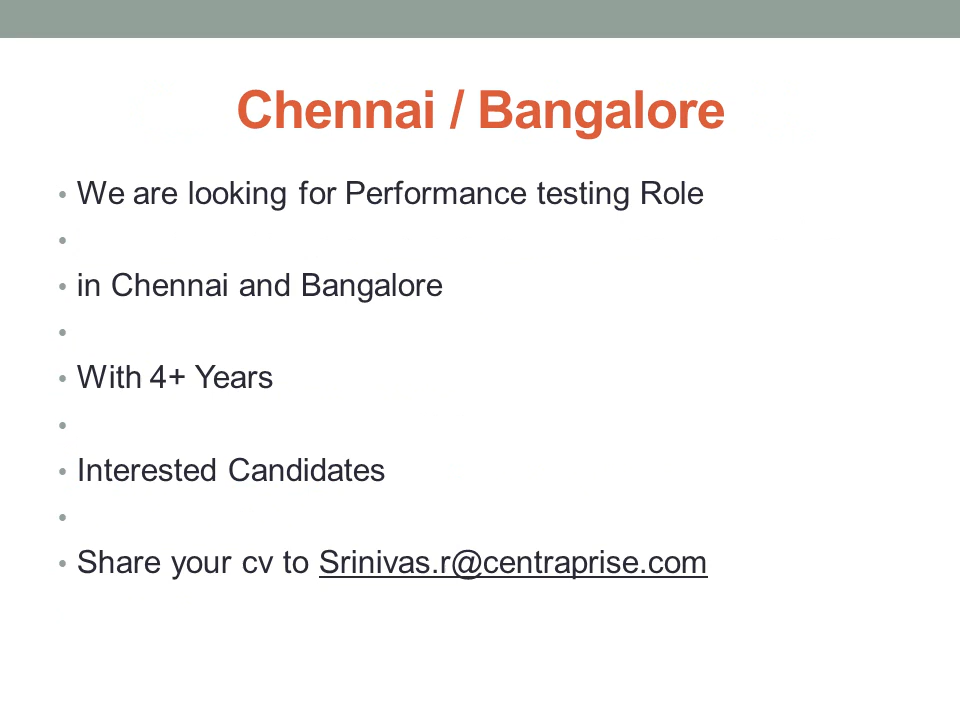 Chennai / Bangalore
• We are looking for Performance testing Role
•
• in Chennai and Bangalore
•
• With 4+ Years
•
• Interested Candidates
•
• Share your cv to Srinivas.r@centraprise.com